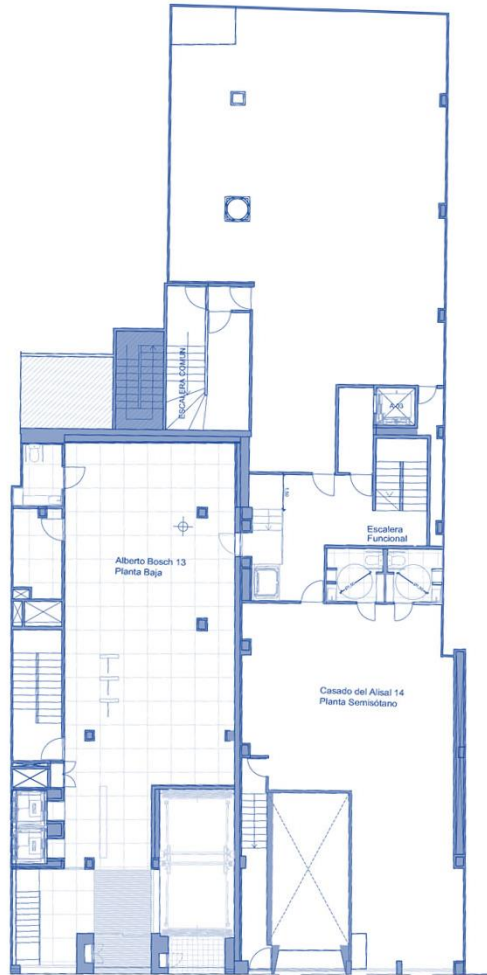 ESCALERA COMUN
Escalera
Funcional
Alberto Bosch 13
Planta Baja
Casado del Alisal 14
Planta Semisótano